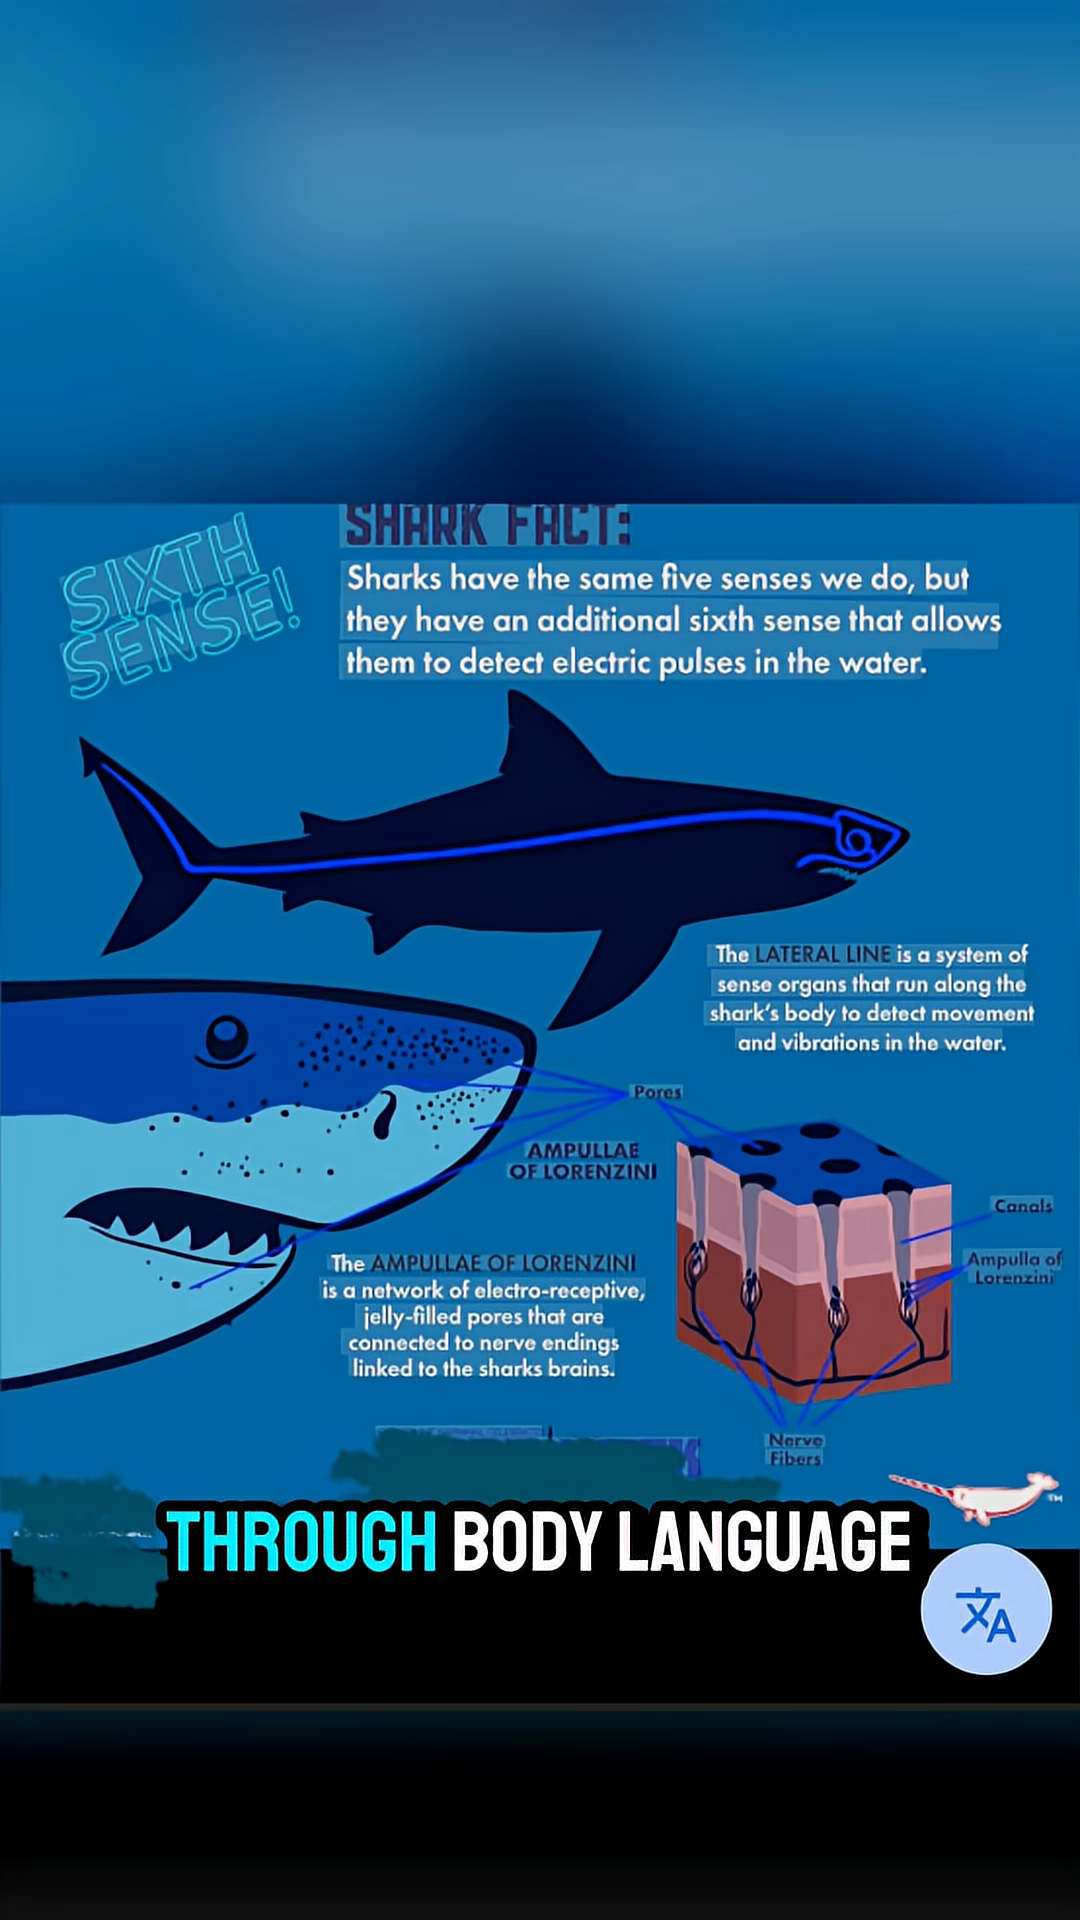 SIXTH
SENSE!
SHARK FACT:
Sharks have the same five senses we do, but
they have an additional sixth sense that allows
them to detect electric pulses in the water.
The LATERAL LINE is a system of
sense organs that run along the
shark's body to detect movement
and vibrations in the water.
Pores
AMPULLAE
OF LORENZINI
Canals
Ampulla of
Lorenzini
The AMPULLAE OF LORENZINI
is a network of electro-receptive,
jelly-filled pores that are
connected to nerve endings
linked to the sharks brains.
Nerve
Fibers
TM
THROUGH BODY LANGUAGE
文A